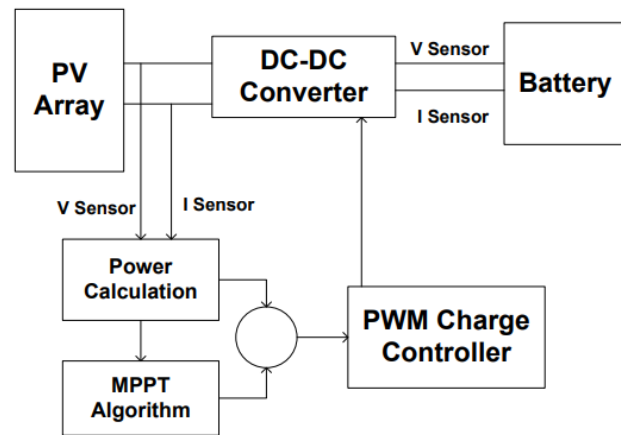 PV
Array
DC-DC
Converter
V Sensor
I Sensor
Battery
V Sensor
I Sensor
Power
Calculation
MPPT
Algorithm
PWM Charge
Controller